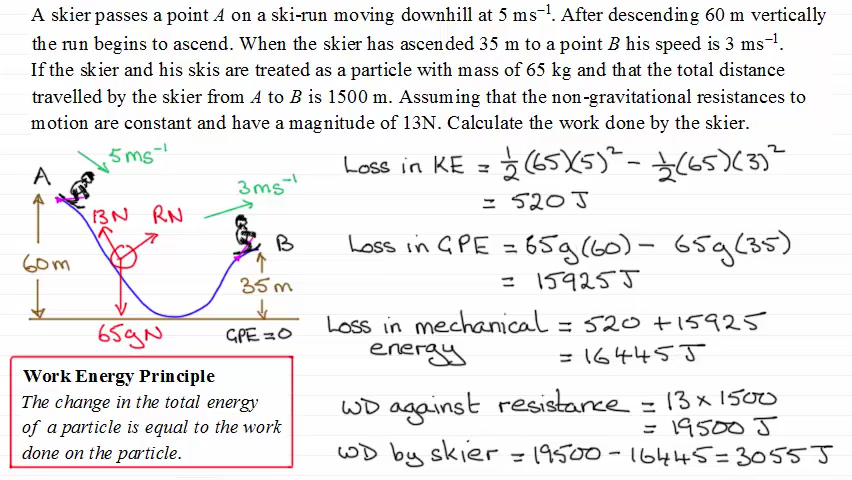 A skier passes a point A on a ski-run moving downhill at 5 ms⁻¹. After descending 60 m vertically
the run begins to ascend. When the skier has ascended 35 m to a point B his speed is 3 ms⁻¹.
If the skier and his skis are treated as a particle with mass of 65 kg and that the total distance
travelled by the skier from A to B is 1500 m. Assuming that the non-gravitational resistances to
motion are constant and have a magnitude of 13N. Calculate the work done by the skier.
A
5ms⁻¹
3ms⁻¹
13N
RN
B
60m
35m
65gN
GPE=0
Work Energy Principle
The change in the total energy
of a particle is equal to the work
done on the particle.
Loss in KE = ½(65)(5)² − ½(65)(3)²
= 520 J
Loss in GPE = 65g(60) − 65g(35)
= 15925J
Loss in mechanical = 520 + 15925
energy = 16445 J
WD against resistance = 13 × 1500
= 19500 J
WD by skier = 19500 − 16445 = 3055 J